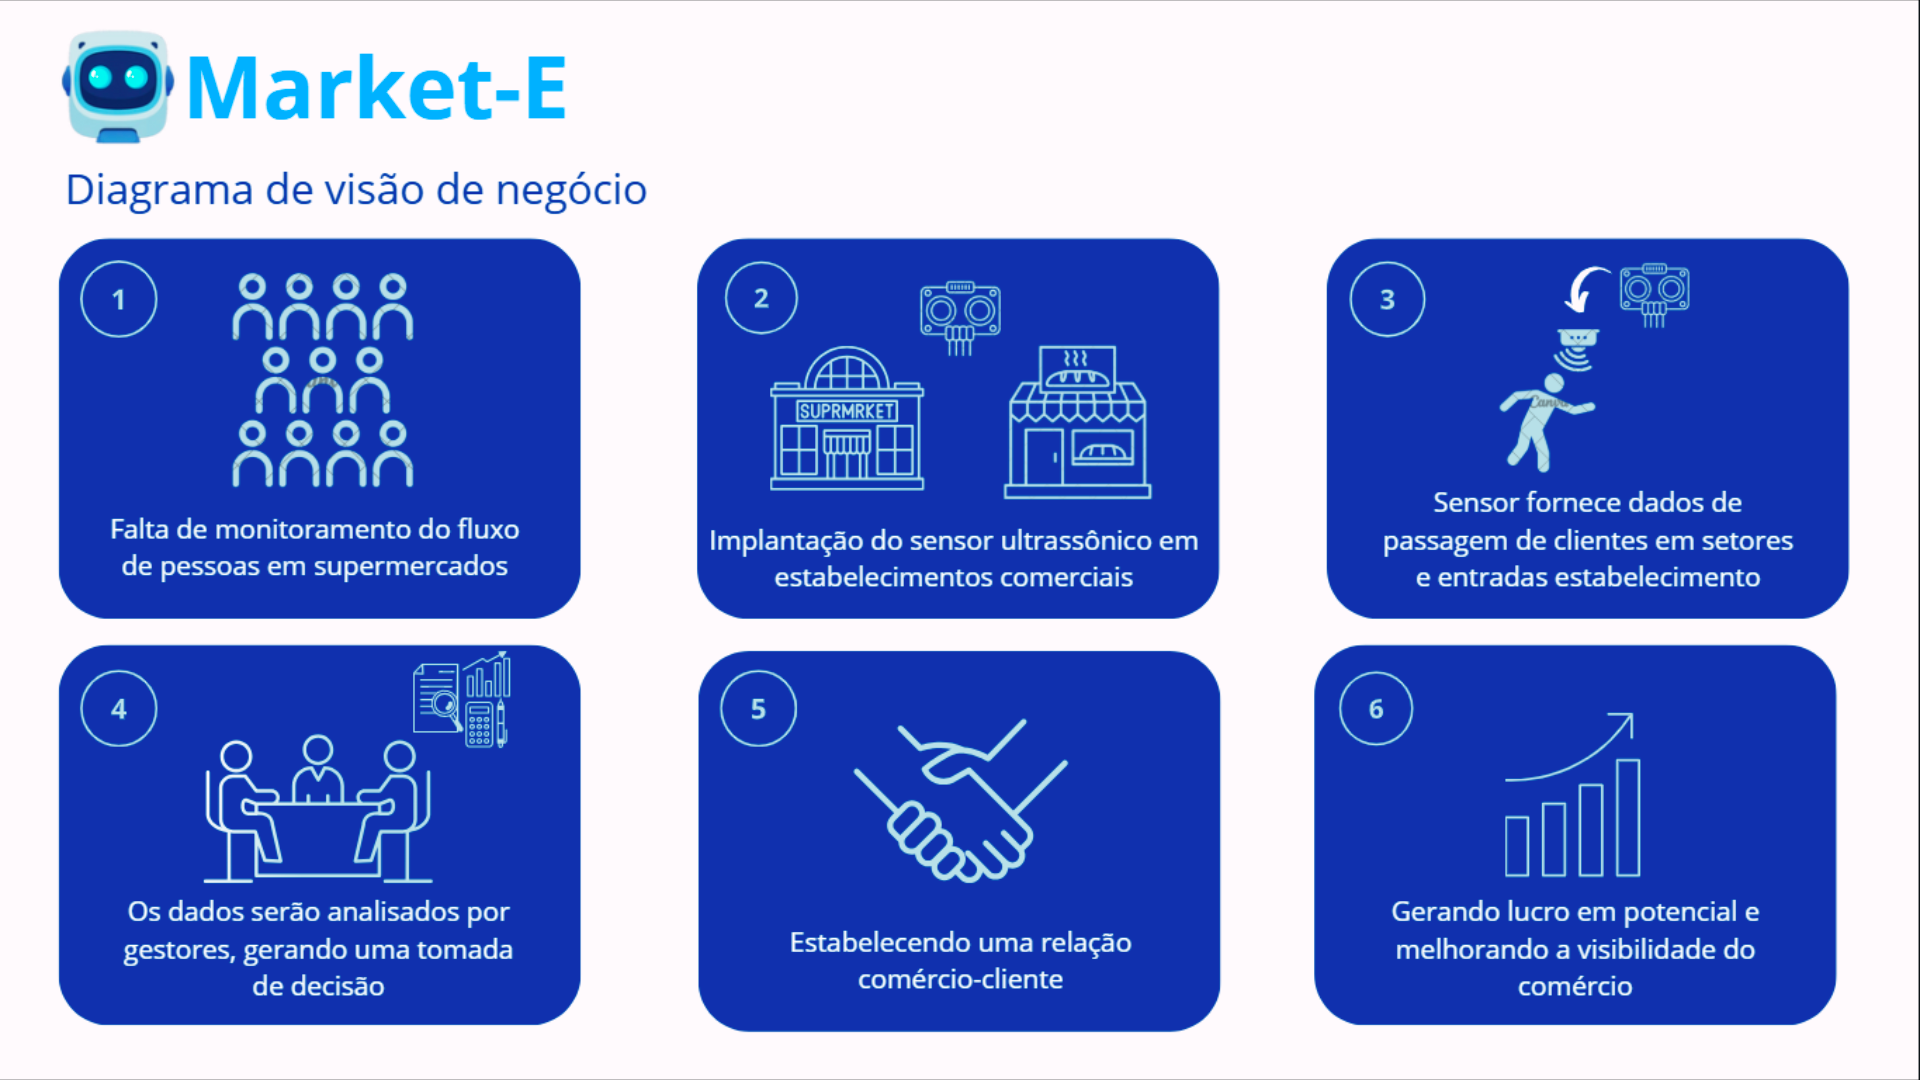 Market-E
Diagrama de visão de negócio
1
Falta de monitoramento do fluxo
de pessoas em supermercados
2
SUPRMRKET
Implantação do sensor ultrassônico em
estabelecimentos comerciais
3
Canva
Sensor fornece dados de
passagem de clientes em setores
e entradas estabelecimento
4
Os dados serão analisados por
gestores, gerando uma tomada
de decisão
5
Estabelecendo uma relação
comércio-cliente
6
Gerando lucro em potencial e
melhorando a visibilidade do
comércio